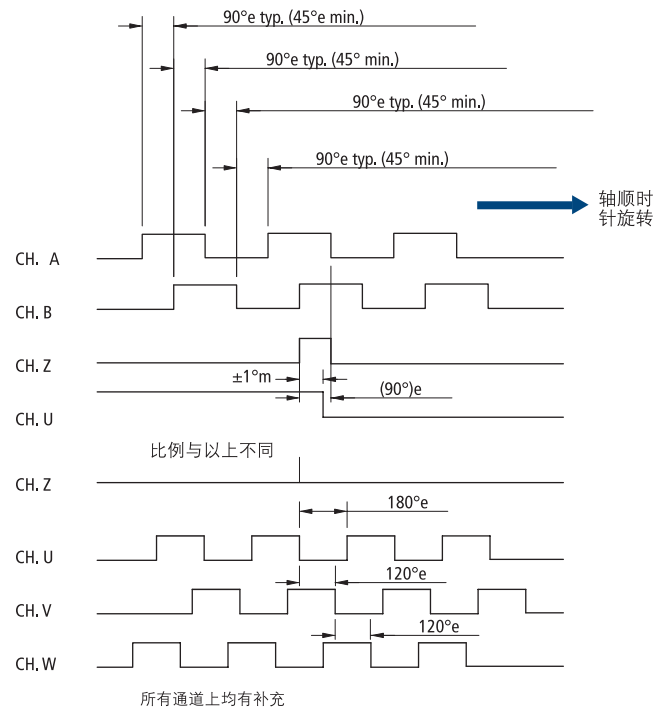 90°e typ. (45°e min.)
90°e typ. (45° min.)
90°e typ. (45° min.)
90°e typ. (45° min.)
轴顺时
针旋转
CH. A
CH. B
CH. Z
±1°m
(90°)e
CH. U
比例与以上不同
CH. Z
180°e
CH. U
120°e
CH. V
120°e
CH. W
所有通道上均有补充